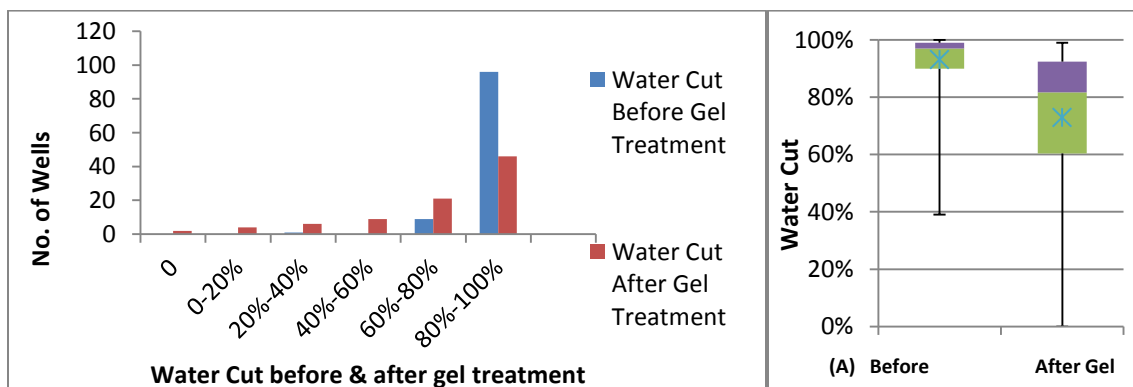 120
100
80
60
40
20
0
No. of Wells
0
0-20%
20%-40%
40%-60%
60%-80%
80%-100%
Water Cut before & after gel treatment
Water Cut
Before Gel
Treatment
Water Cut
After Gel
Treatment
100%
80%
60%
40%
20%
0%
Water Cut
(A) Before
After Gel